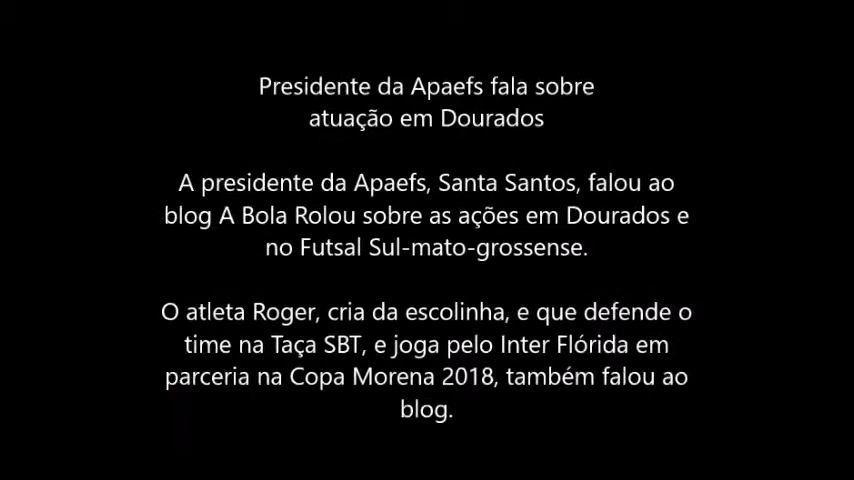 Presidente da Apaefs fala sobre
atuação em Dourados
A presidente da Apaefs, Santa Santos, falou ao
blog A Bola Rolou sobre as ações em Dourados e
no Futsal Sul-mato-grossense.
O atleta Roger, cria da escolinha, e que defende o
time na Taça SBT, e joga pelo Inter Flórida em
parceria na Copa Morena 2018, também falou ao
blog.